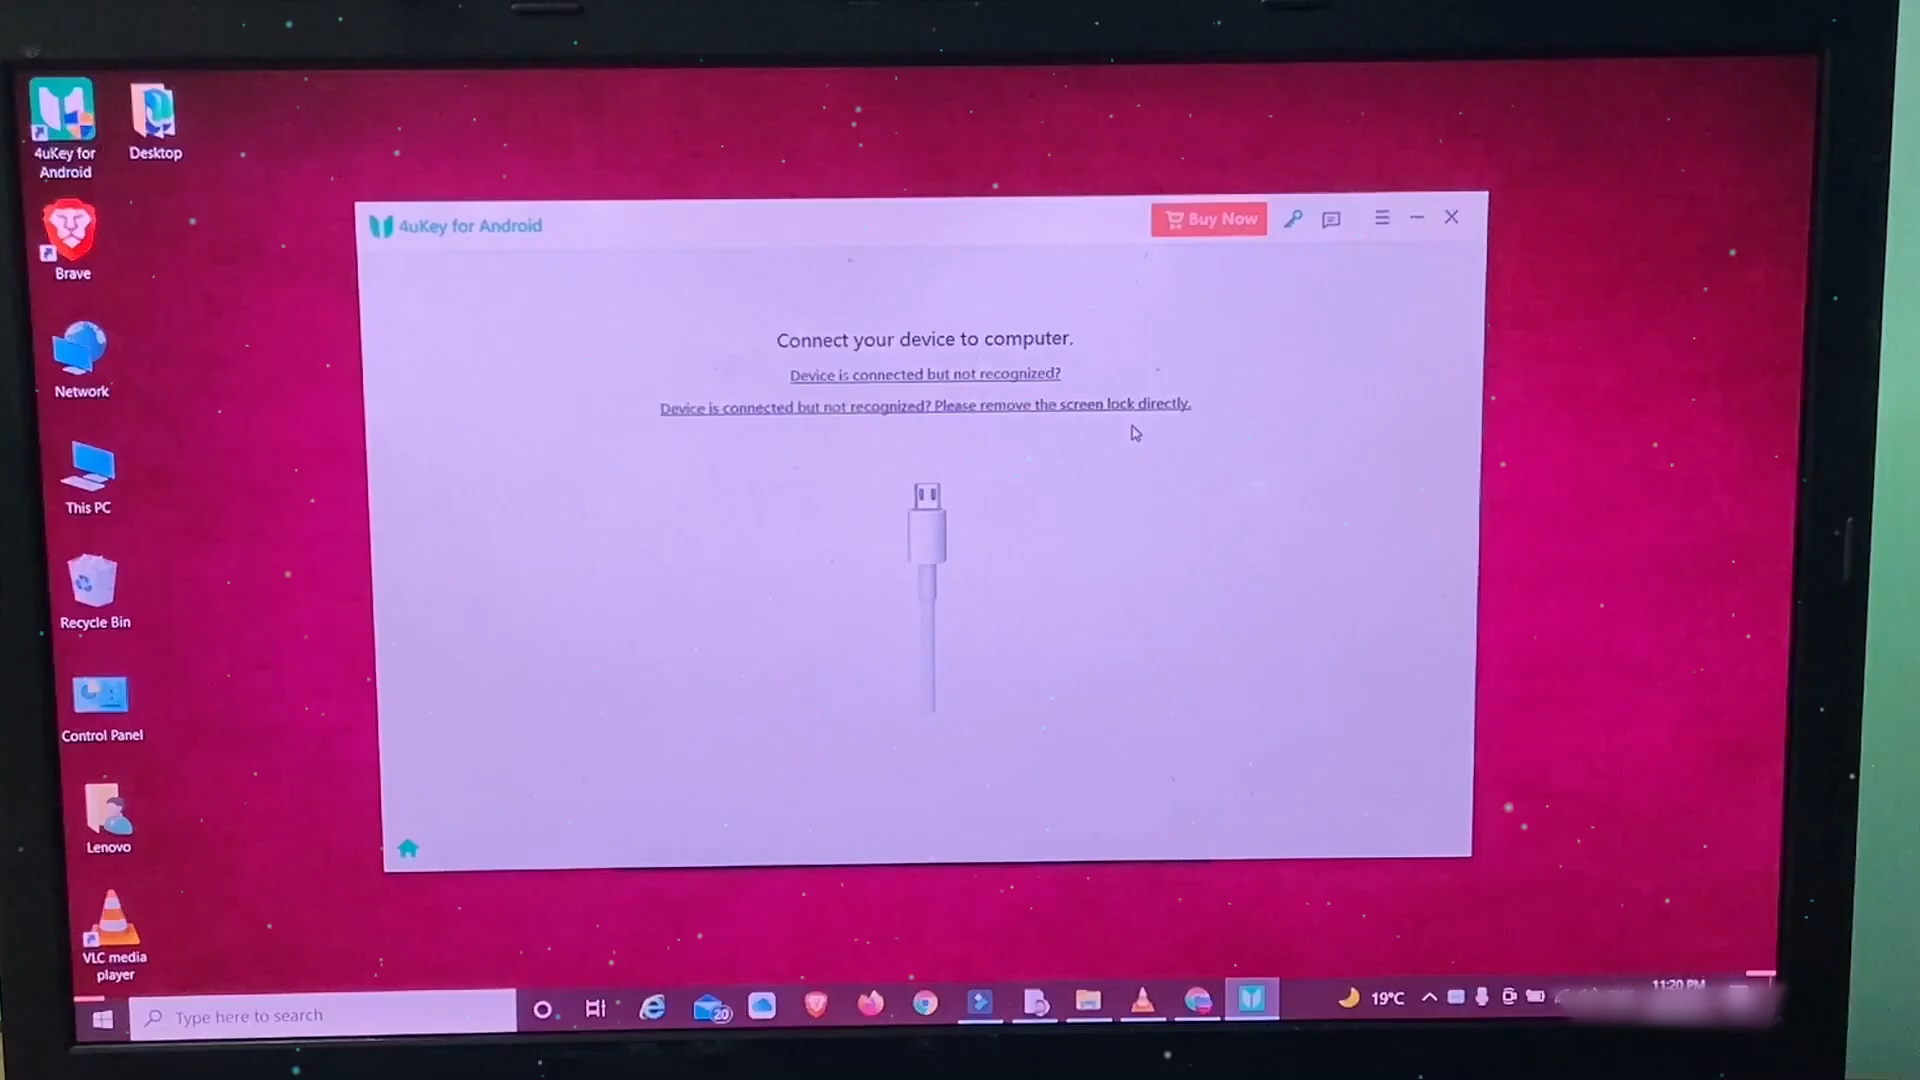 4uKey for
Android
Desktop
Brave
Network
This PC
Recycle Bin
Control Panel
Lenovo
VLC media
player
4uKey for Android
Buy Now
Connect your device to computer.
Device is connected but not recognized?
Device is connected but not recognized? Please remove the screen lock directly.
Type here to search
20
19°C
11:20 PM